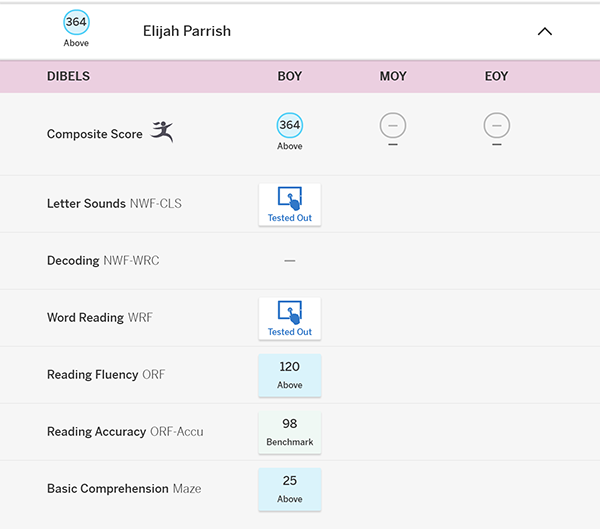 364
Above
Elijah Parrish
DIBELS BOY MOY EOY
Composite Score 364 — —
Above — —
Letter Sounds NWF-CLS Tested Out
Decoding NWF-WRC —
Word Reading WRF Tested Out
Reading Fluency ORF 120
Above
Reading Accuracy ORF-Accu 98
Benchmark
Basic Comprehension Maze 25
Above